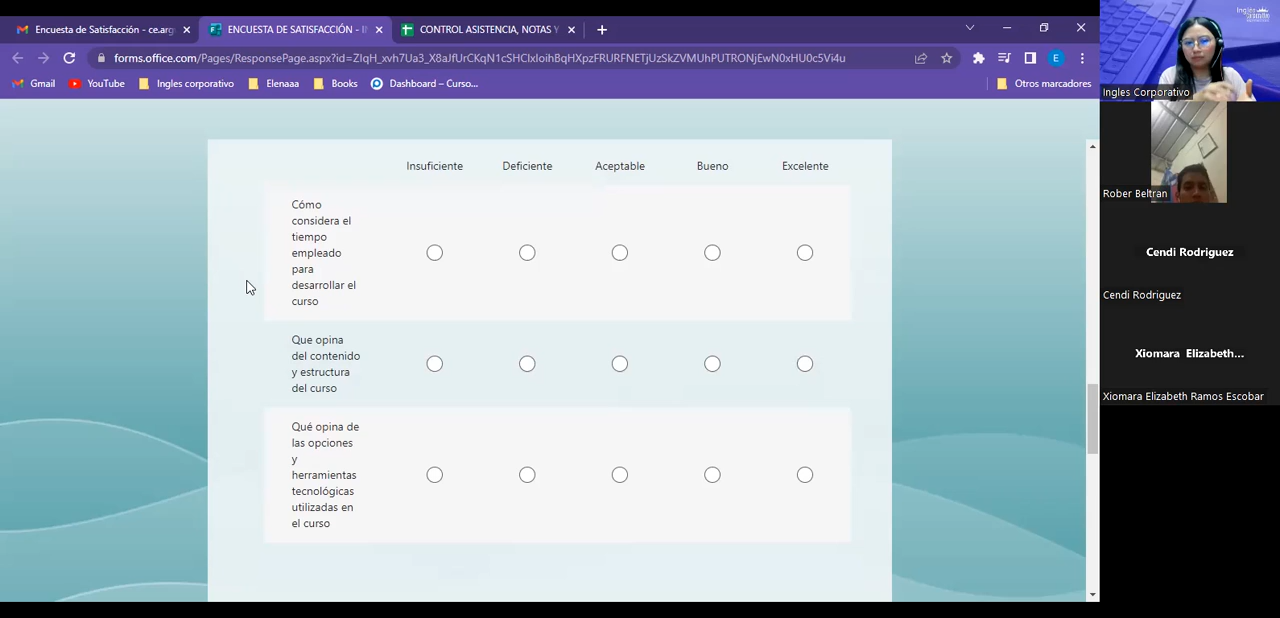 Encuesta de Satisfacción - ce.arg
ENCUESTA DE SATISFACCIÓN - I
CONTROL ASISTENCIA, NOTAS Y
forms.office.com/Pages/ResponsePage.aspx?id=ZIqH_xvh7Ua3_X8aJfUrCKqN1cSHClxIoihBqHXpzFRURFNETjUzSkZVMUhPUTRONjEwN0xHU0c5Vi4u
E
Gmail
YouTube
Ingles corporativo
Elenaaa
Books
Dashboard – Curso...
Otros marcadores
Insuficiente Deficiente Aceptable Bueno Excelente
Cómo
considera el
tiempo
empleado
para
desarrollar el
curso
Que opina
del contenido
y estructura
del curso
Qué opina de
las opciones
y
herramientas
tecnológicas
utilizadas en
el curso
Inglés
Ingles Corporativo
Rober Beltran
Cendi Rodriguez
Cendi Rodriguez
Xiomara Elizabeth...
Xiomara Elizabeth Ramos Escobar